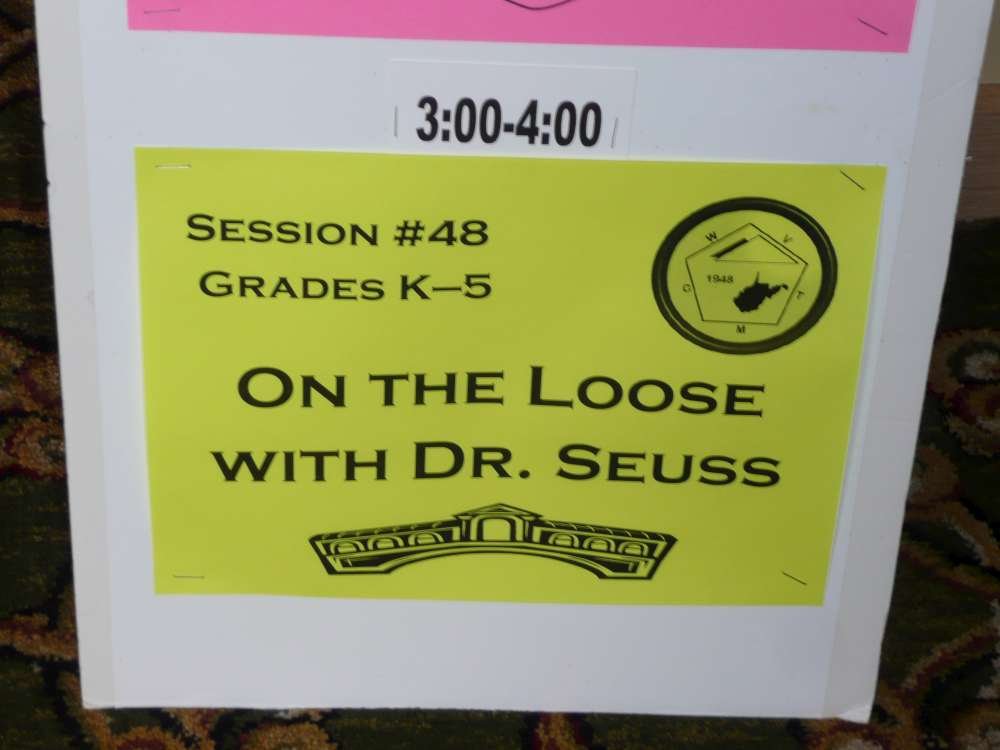 3:00-4:00
SESSION #48
GRADES K–5
W V
1948
C T
M
ON THE LOOSE
WITH DR. SEUSS